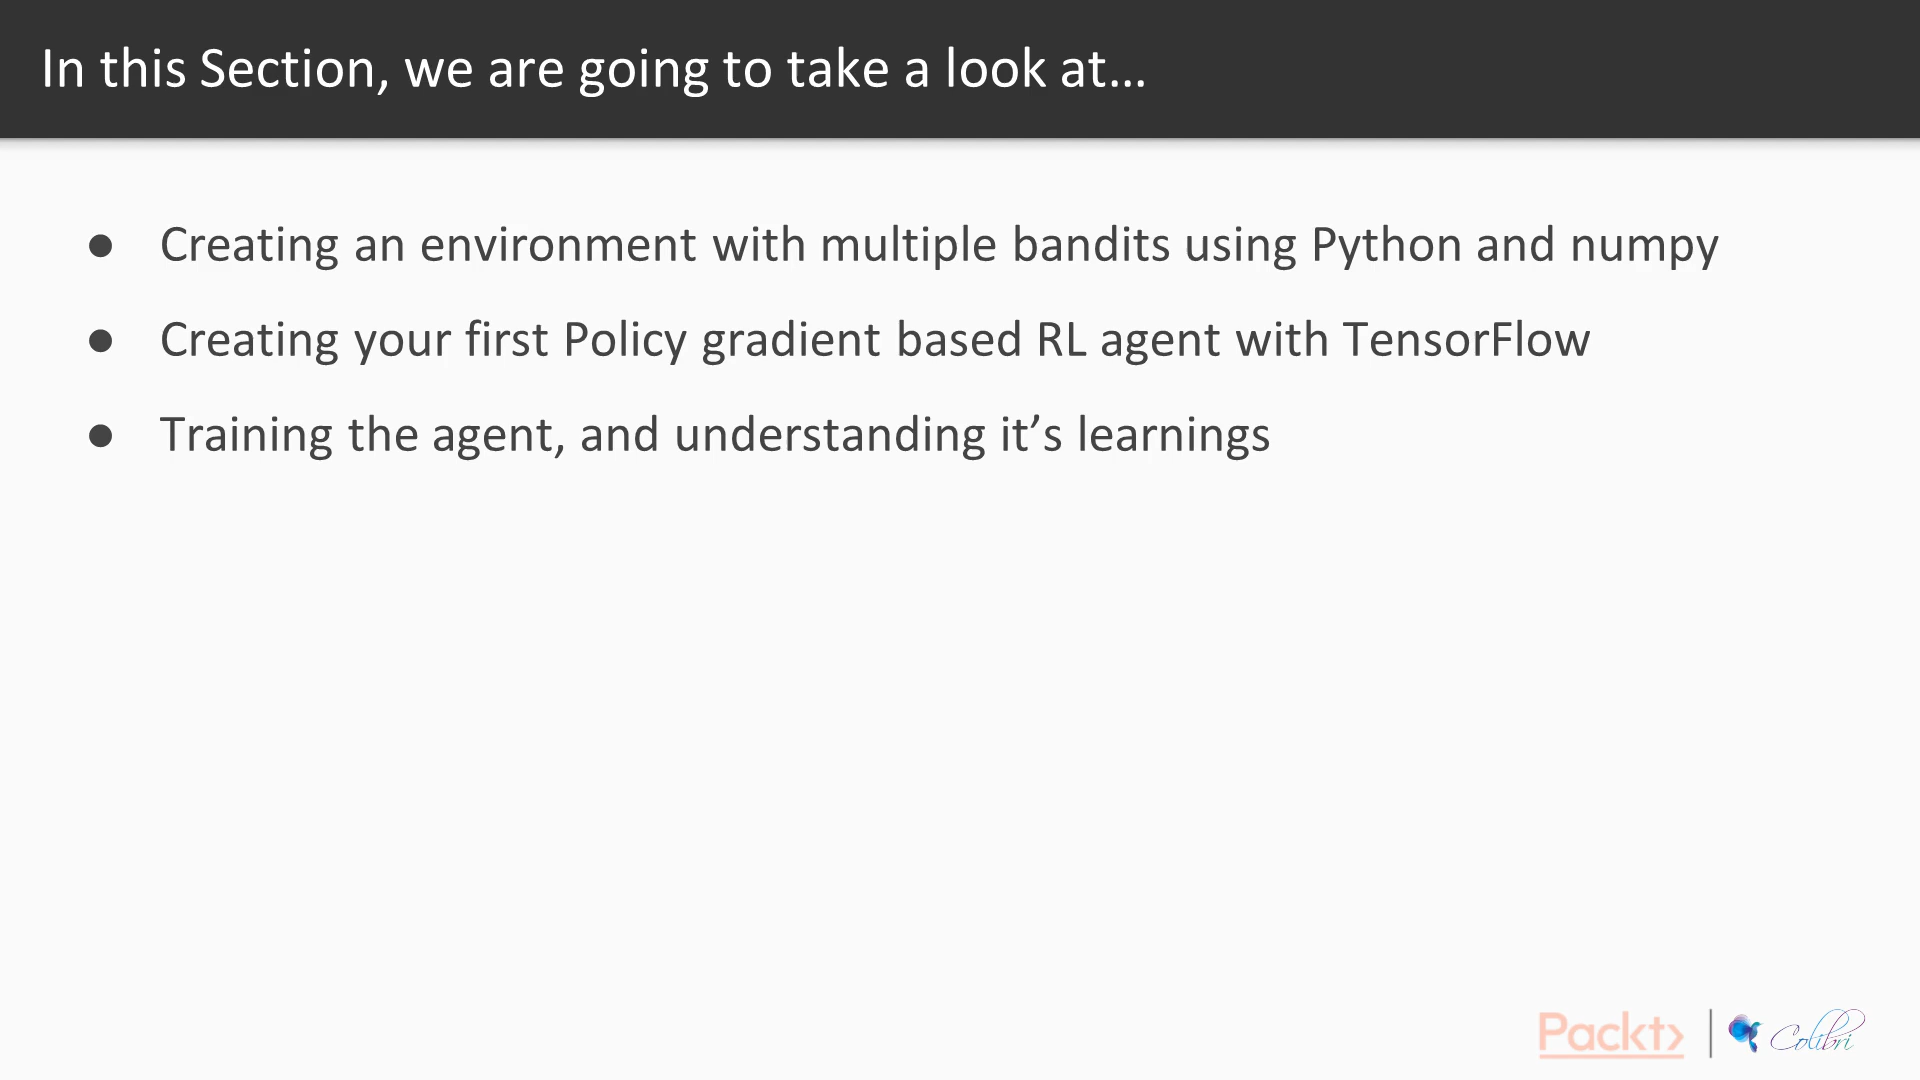 In this Section, we are going to take a look at...
● Creating an environment with multiple bandits using Python and numpy
● Creating your first Policy gradient based RL agent with TensorFlow
● Training the agent, and understanding it’s learnings
Packt> | Colibri